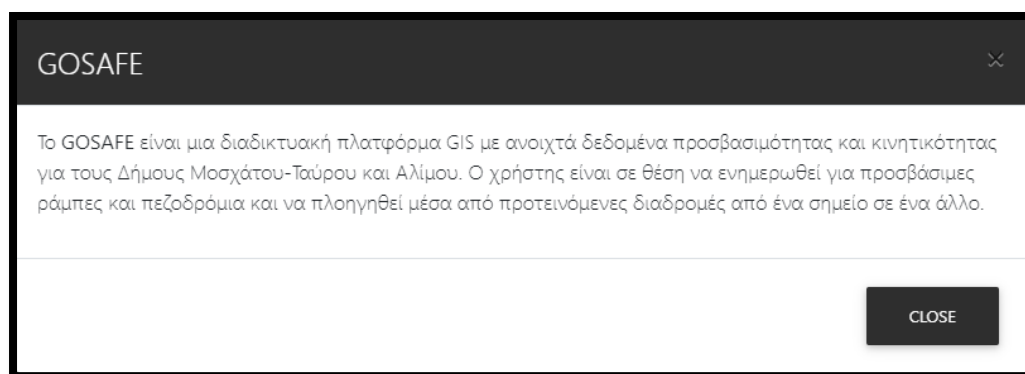 GOSAFE
×
Το GOSAFE είναι μια διαδικτυακή πλατφόρμα GIS με ανοιχτά δεδομένα προσβασιμότητας και κινητικότητας
για τους Δήμους Μοσχάτου-Ταύρου και Αλίμου. Ο χρήστης είναι σε θέση να ενημερωθεί για προσβάσιμες
ράμπες και πεζοδρόμια και να πλοηγηθεί μέσα από προτεινόμενες διαδρομές από ένα σημείο σε ένα άλλο.
CLOSE